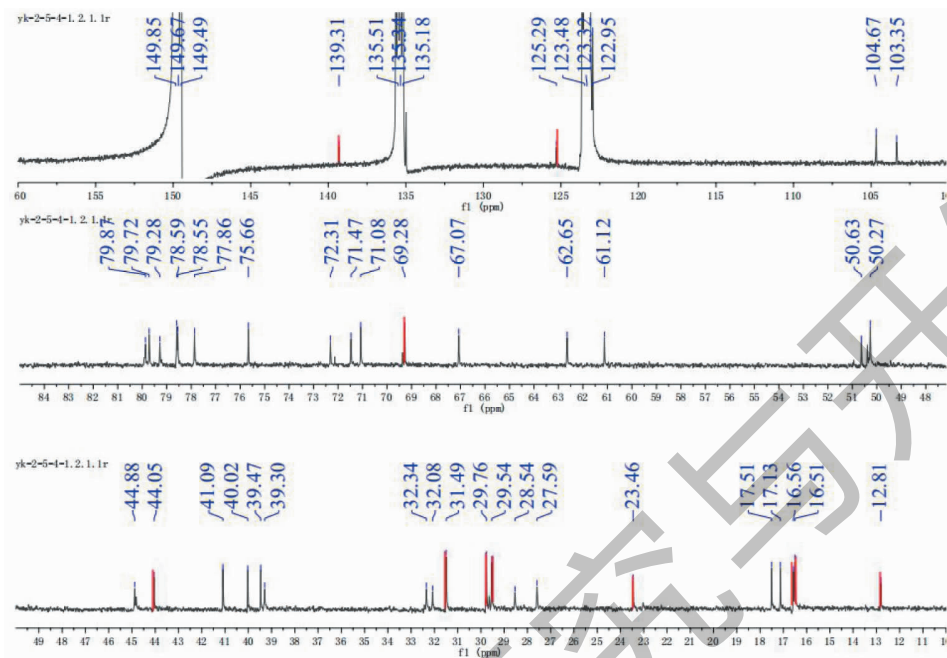 yk-2-5-4-1.2.1.1r
149.85 149.67 149.49 139.31 135.51 135.34 135.18 125.29 123.48 123.32 122.95 104.67 103.35
60 155 150 145 140 135 130 125 120 115 110 105 10
f1 (ppm)
yk-2-5-4-1.2.1.1r
79.87 79.72 79.28 78.59 78.55 77.86 75.66 72.31 71.47 71.08 69.28 67.07 62.65 61.12 50.63 50.27
84 83 82 81 80 79 78 77 76 75 74 73 72 71 70 69 68 67 66 65 64 63 62 61 60 59 58 57 56 55 54 53 52 51 50 49 48
f1 (ppm)
yk-2-5-4-1.2.1.1r
44.88 44.05 41.09 40.02 39.47 39.30 32.34 32.08 31.49 29.76 29.54 28.54 27.59 23.46 17.51 17.13 16.56 16.51 12.81
49 48 47 46 45 44 43 42 41 40 39 38 37 36 35 34 33 32 31 30 29 28 27 26 25 24 23 22 21 20 19 18 17 16 15 14 13 12 11
f1 (ppm)
究与开